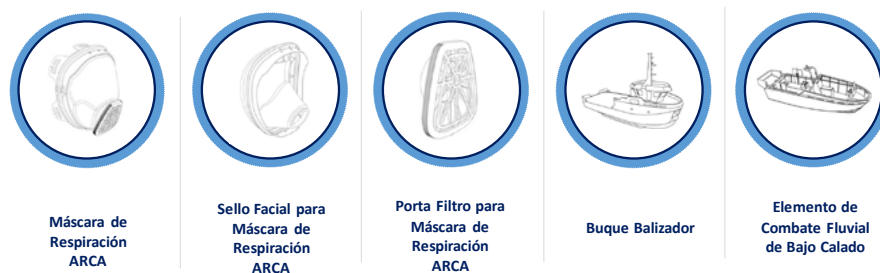 Máscara de
Respiración
ARCA
Sello Facial para
Máscara de
Respiración
ARCA
Porta Filtro para
Máscara de
Respiración
ARCA
Buque Balizador
Elemento de
Combate Fluvial
de Bajo Calado